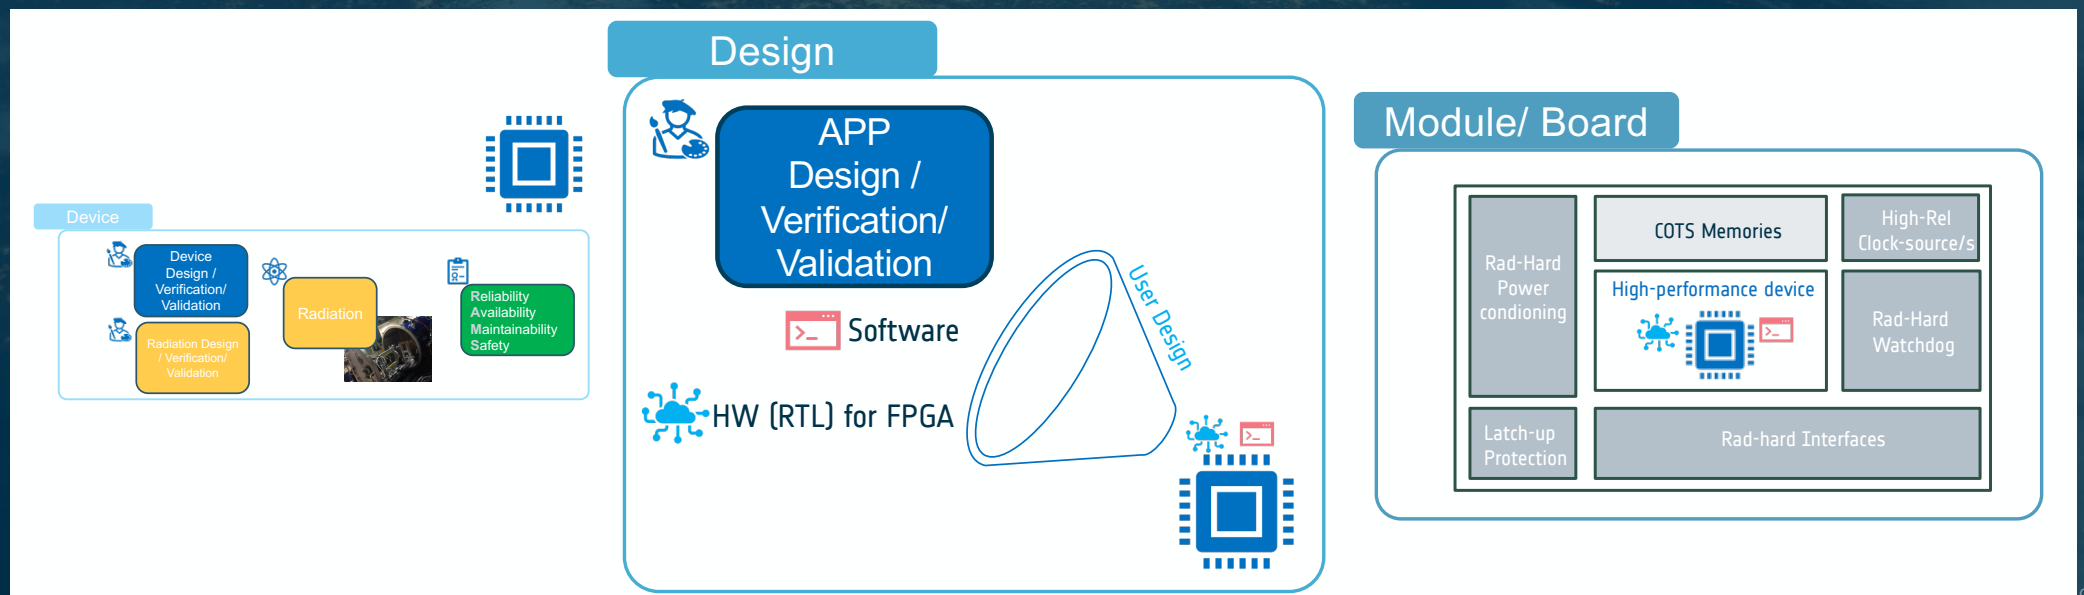 Device
Device
Design /
Verification/
Validation
Radiation Design
/ Verification/
Validation
Radiation
Reliability
Availability
Maintainability
Safety
Design
APP
Design /
Verification/
Validation
>_ Software
HW (RTL) for FPGA
User Design
>_
Module/ Board
Rad-Hard
Power
condioning
Latch-up
Protection
COTS Memories
High-performance device
>_
High-Rel
Clock-source/s
Rad-Hard
Watchdog
Rad-hard Interfaces